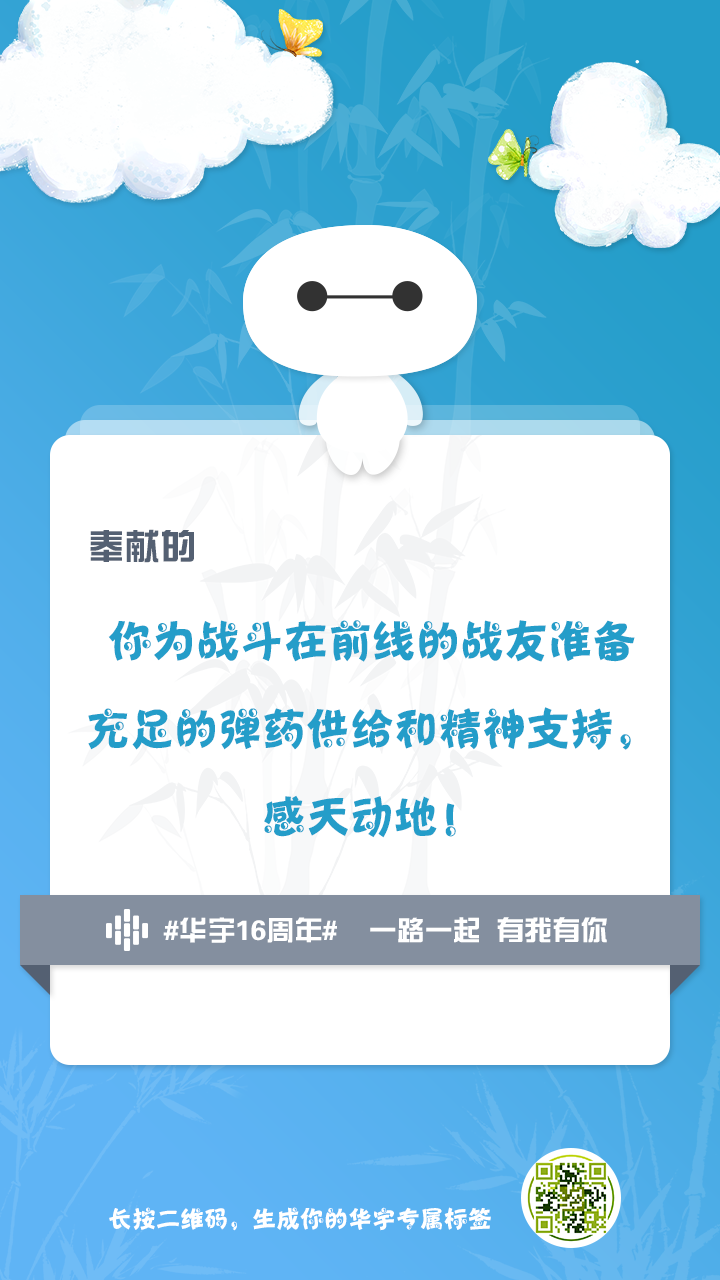 奉献的
你为战斗在前线的战友准备
充足的弹药供给和精神支持，
感天动地！
#华宇16周年# 一路一起 有我有你
长按二维码，生成你的华宇专属标签